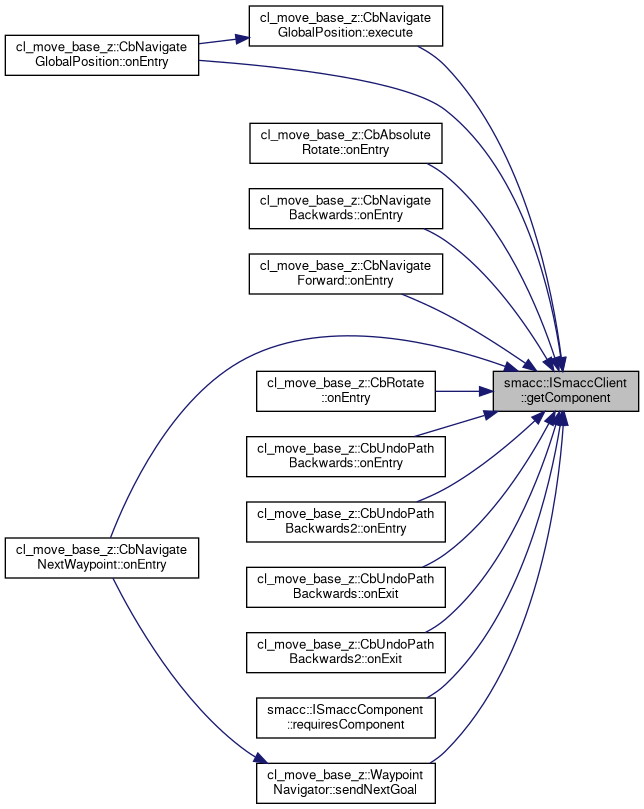 cl_move_base_z::CbNavigate
GlobalPosition::execute
cl_move_base_z::CbNavigate
GlobalPosition::onEntry
cl_move_base_z::CbAbsolute
Rotate::onEntry
cl_move_base_z::CbNavigate
Backwards::onEntry
cl_move_base_z::CbNavigate
Forward::onEntry
cl_move_base_z::CbRotate
::onEntry
smacc::ISmaccClient
::getComponent
cl_move_base_z::CbUndoPath
Backwards::onEntry
cl_move_base_z::CbUndoPath
Backwards2::onEntry
cl_move_base_z::CbNavigate
NextWaypoint::onEntry
cl_move_base_z::CbUndoPath
Backwards::onExit
cl_move_base_z::CbUndoPath
Backwards2::onExit
smacc::ISmaccComponent
::requiresComponent
cl_move_base_z::Waypoint
Navigator::sendNextGoal